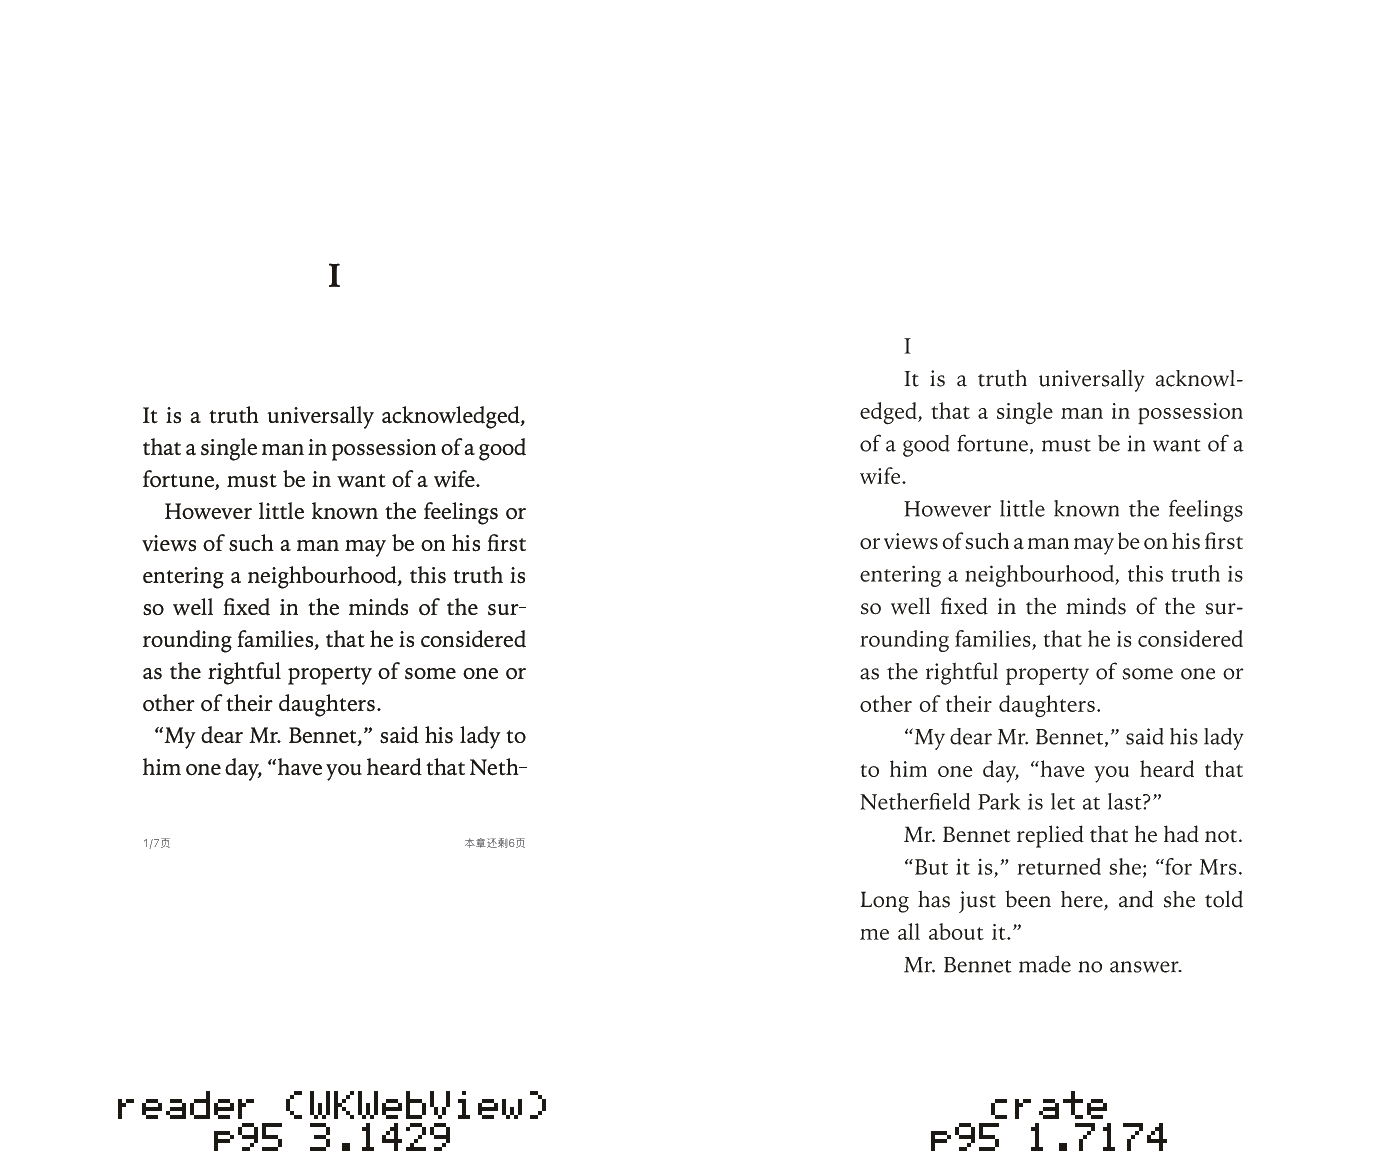 I
It is a truth universally acknowledged,
that a single man in possession of a good
fortune, must be in want of a wife.
However little known the feelings or
views of such a man may be on his first
entering a neighbourhood, this truth is
so well fixed in the minds of the sur-
rounding families, that he is considered
as the rightful property of some one or
other of their daughters.
“My dear Mr. Bennet,” said his lady to
him one day, “have you heard that Neth-
1/7页
本章还剩6页
reader (WKWebView)
p95 3.1429
I
It is a truth universally acknowl-
edged, that a single man in possession
of a good fortune, must be in want of a
wife.
However little known the feelings
or views of such a man may be on his first
entering a neighbourhood, this truth is
so well fixed in the minds of the sur-
rounding families, that he is considered
as the rightful property of some one or
other of their daughters.
“My dear Mr. Bennet,” said his lady
to him one day, “have you heard that
Netherfield Park is let at last?”
Mr. Bennet replied that he had not.
“But it is,” returned she; “for Mrs.
Long has just been here, and she told
me all about it.”
Mr. Bennet made no answer.
crate
p95 1.7174